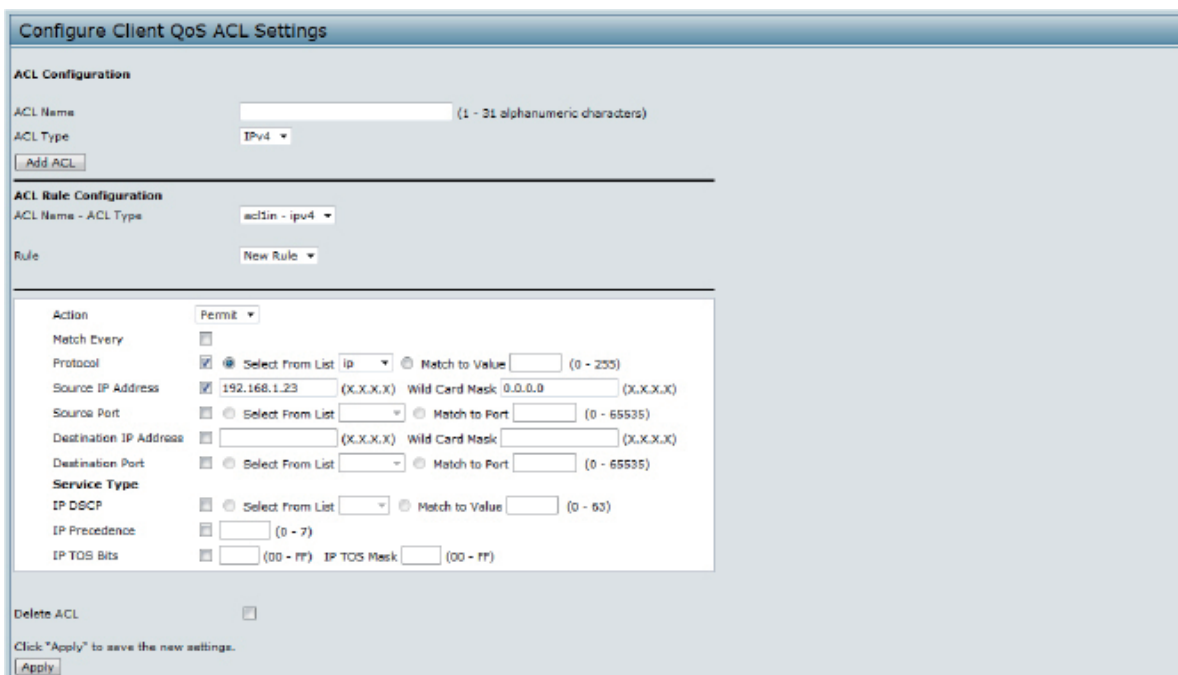 Configure Client QoS ACL Settings
ACL Configuration
ACL Name (1 - 31 alphanumeric characters)
ACL Type IPv4
Add ACL
ACL Rule Configuration
ACL Name - ACL Type acl1in - ipv4
Rule New Rule
Action Permit
Match Every
Protocol Select From List ip Match to Value (0 - 255)
Source IP Address 192.168.1.23 (X.X.X.X) Wild Card Mask 0.0.0.0 (X.X.X.X)
Source Port Select From List Match to Port (0 - 65535)
Destination IP Address (X.X.X.X) Wild Card Mask (X.X.X.X)
Destination Port Select From List Match to Port (0 - 65535)
Service Type
IP DSCP Select From List Match to Value (0 - 63)
IP Precedence (0 - 7)
IP TOS Bits (00 - FF) IP TOS Mask (00 - FF)
Delete ACL
Click "Apply" to save the new settings.
Apply